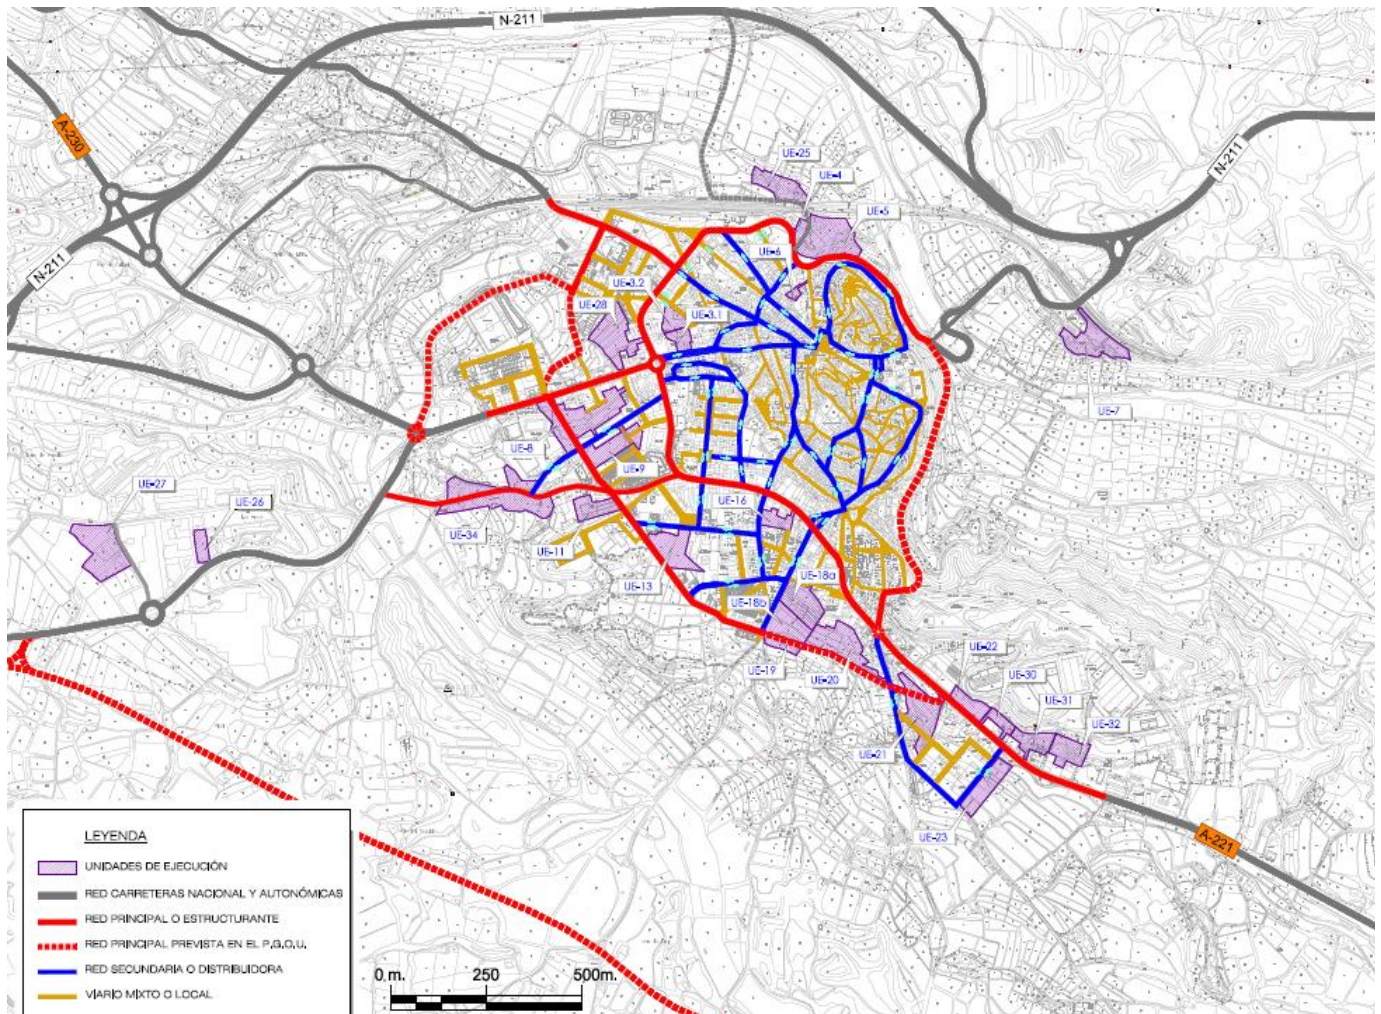 N-211
A-230
N-211
N-211
UE-25
UE-4
UE-5
UE-6
UE-3.2
UE-28
UE-3.1
UE-7
UE-8
UE-9
UE-27
UE-26
UE-16
UE-34
UE-11
UE-13
UE-18a
UE-18b
UE-19
UE-20
UE-22
UE-30
UE-31
UE-32
UE-21
UE-23
A-221
LEYENDA
UNIDADES DE EJECUCIÓN
RED CARRETERAS NACIONAL Y AUTONÓMICAS
RED PRINCIPAL O ESTRUCTURANTE
RED PRINCIPAL PREVISTA EN EL P.G.O.U.
RED SECUNDARIA O DISTRIBUIDORA
VIARIO MIXTO O LOCAL
0 m. 250 500m.